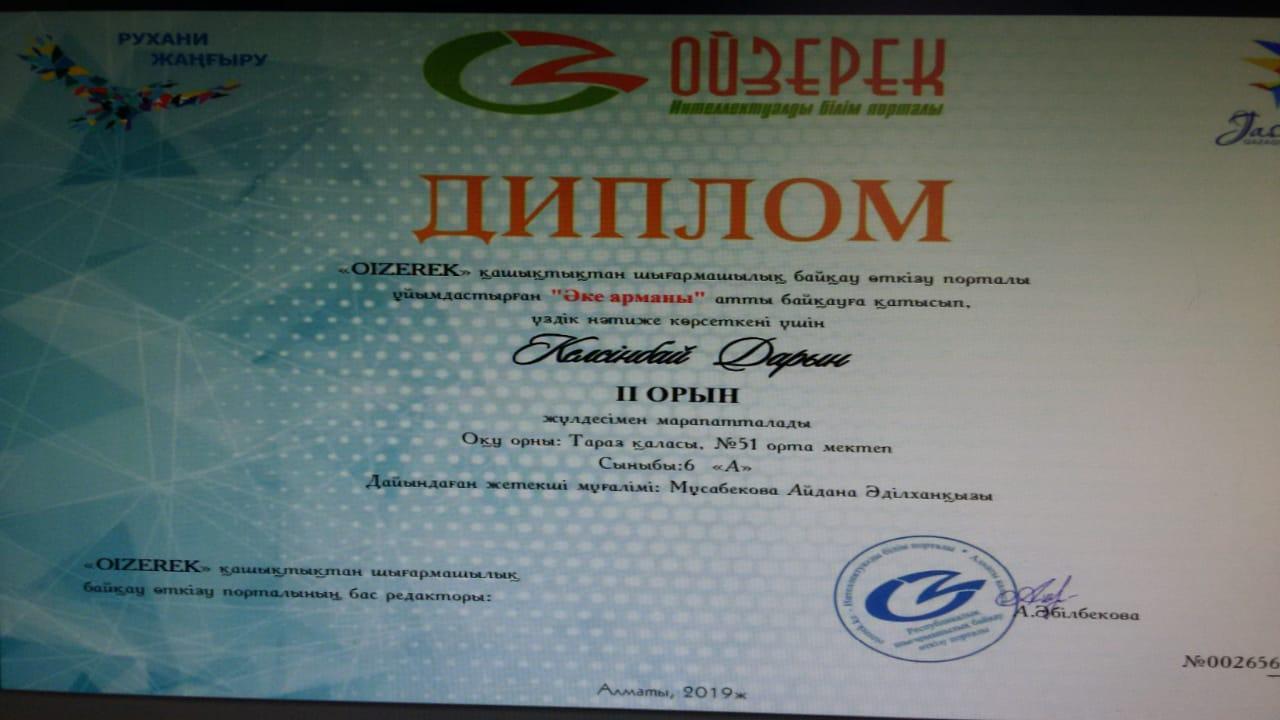 РУХАНИ
ЖАҢҒЫРУ
ОЙЗЕРЕК
Интеллектуалды білім порталы
ДИПЛОМ
«OIZEREK» қашықтықтан шығармашылық байқау өткізу порталы
ұйымдастырған "Әке арманы" атты байқауға қатысып,
үздік нәтиже көрсеткені үшін
Келсінбай Дарын
ІІ ОРЫН
жүлдесімен марапатталады
Оқу орны: Тараз қаласы, №51 орта мектеп
Сыныбы:6 «А»
Дайындаған жетекші мұғалімі: Мұсабекова Айдана Әділханқызы
«OIZEREK» қашықтықтан шығармашылық
байқау өткізу порталының бас редакторы:
А.Әбілбекова
№002656
Алматы, 2019ж